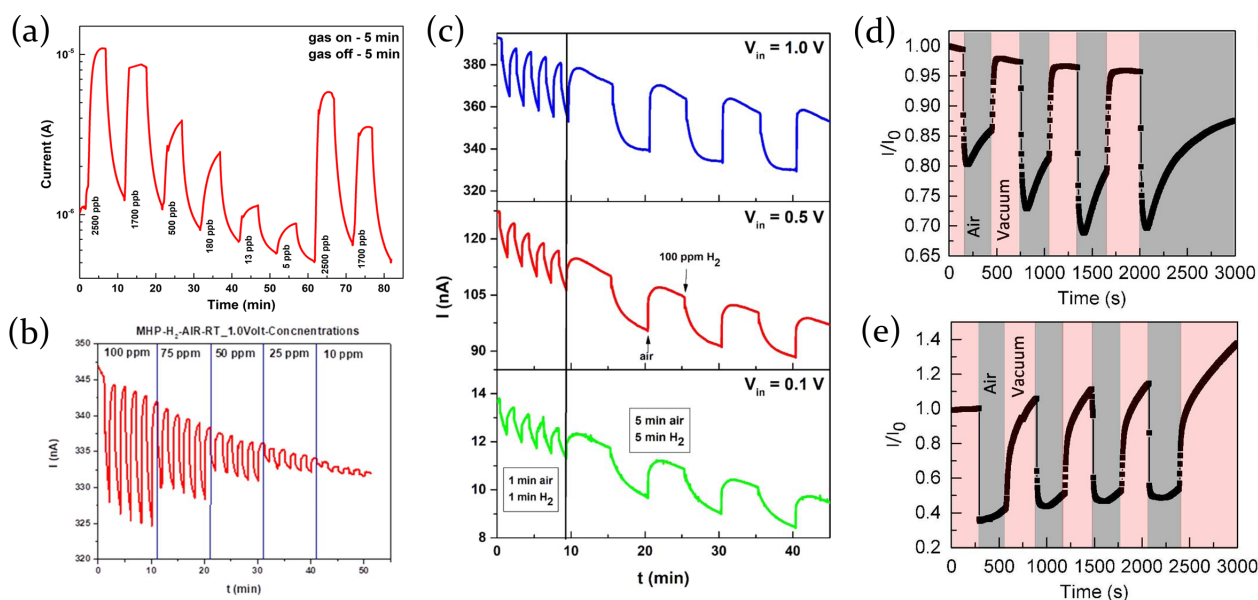 (a)
gas on - 5 min
gas off - 5 min
10⁻⁵
10⁻⁶
Current (A)
2500 ppb
1700 ppb
500 ppb
180 ppb
13 ppb
5 ppb
2500 ppb
1700 ppb
0 10 20 30 40 50 60 70 80
Time (min)
(b)
MHP-H₂-AIR-RT_1.0Volt-Concnentrations
100 ppm 75 ppm 50 ppm 25 ppm 10 ppm
350
345
340
335
330
325
320
I (nA)
0 10 20 30 40 50
t (min)
(c)
Vin = 1.0 V
380
360
340
320
Vin = 0.5 V
120
105
90
100 ppm H₂
air
I (nA)
Vin = 0.1 V
14
12
10
8
5 min air
5 min H₂
1 min air
1 min H₂
0 10 20 30 40
t (min)
(d)
1.00
0.95
0.90
0.85
0.80
0.75
0.70
0.65
I/I₀
Air
Vacuum
0 500 1000 1500 2000 2500 3000
Time (s)
(e)
1.4
1.2
1.0
0.8
0.6
0.4
0.2
I/I₀
Air
Vacuum
0 500 1000 1500 2000 2500 3000
Time (s)